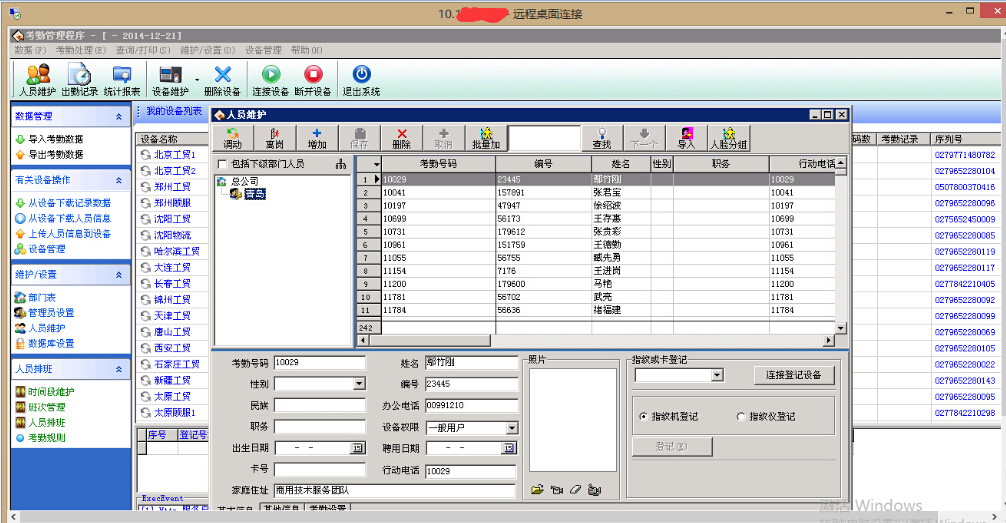 10.1 - 远程桌面连接
考勤管理程序 - [ - 2014-12-21]
数据(F) 考勤处理(E) 查询/打印(S) 维护/设置(O) 设备管理 帮助(H)
人员维护 出勤记录 统计报表 设备维护 删除设备 连接设备 断开设备 退出系统
数据管理
导入考勤数据
导出考勤数据
有关设备操作
从设备下载记录数据
从设备下载人员信息
上传人员信息到设备
设备管理
维护/设置
部门表
管理员设置
人员维护
数据库设置
人员排班
时间段维护
班次管理
人员排班
考勤规则
我的设备列表
设备名称
北京工贸1
北京工贸2
郑州工贸
郑州顺服
沈阳工贸
沈阳物流
哈尔滨工贸
大连工贸
长春工贸
锦州工贸
天津工贸
唐山工贸
西安工贸
石家庄工贸
新疆工贸
太原工贸
太原顺服1
序号 登记号
ExecEvent
人员维护
调动 离岗 增加 保存 删除 取消 批量加 查找 下一个 导入 人脸分组
包括下级部门人员
总公司
青岛
考勤号码 编号 姓名 性别 职务 行动电话
1 10029 23445 鄢竹刚 10029
2 10041 157891 张君宝 10041
3 10197 47947 徐绍波 10197
4 10699 56173 王存惠 10699
5 10731 179612 张贵彩 10731
6 10961 151759 王德勤 10961
7 11055 56755 臧先勇 11055
8 11154 7176 王进岗 11154
9 11200 179600 马艳 11200
10 11781 56702 武亮 11781
11 11784 56636 褚福建 11784
242
考勤号码 10029 姓名 鄢竹刚
性别 编号 23445
民族 办公电话 00991210
职务 设备权限 一般用户
出生日期 - - 15 聘用日期 - - 15
卡号 行动电话 10029
家庭住址 商用技术服务团队
基本信息 其他信息 考勤设置
照片
指纹或卡登记
连接登记设备
指纹机登记 指纹仪登记
登记(Z)
码数 考勤记录 序列号
0279771480782
0279652280104
0507800370416
0279652280096
0275652450009
0279652280085
0279652280119
0279652280117
0277842210405
0279652280092
0279652280099
0279652280069
0279652280105
0279652280022
0279652280143
0279652280095
0277842210298
激活 Windows